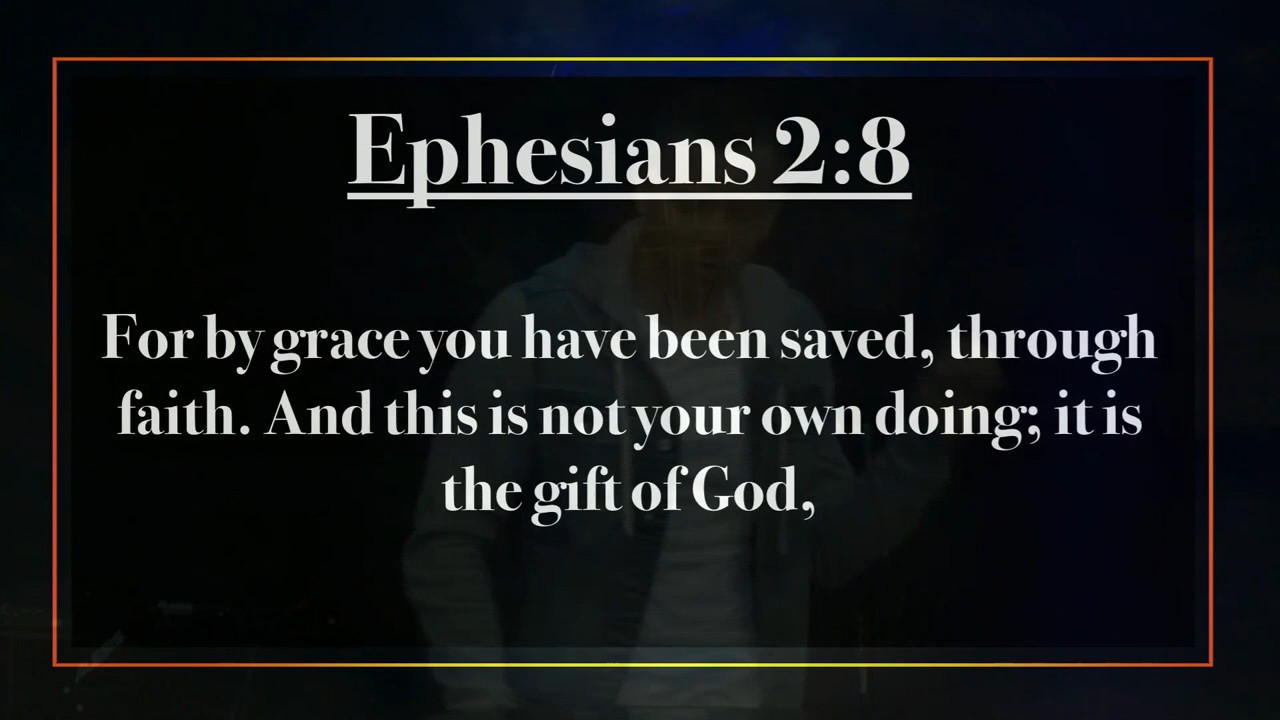 Ephesians 2:8
For by grace you have been saved, through
faith. And this is not your own doing; it is
the gift of God,